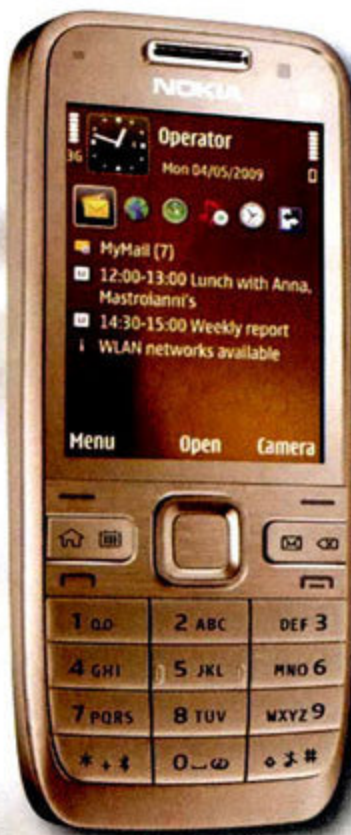 NOKIA
3G
Operator
Mon 04/05/2009
MyMail (7)
12:00-13:00 Lunch with Anna,
Mastroianni's
14:30-15:00 Weekly report
WLAN networks available
Menu Open Camera
1 2 ABC DEF 3
4 GHI 5 JKL MNO 6
7 PQRS 8 TUV WXYZ 9
* + 0 #